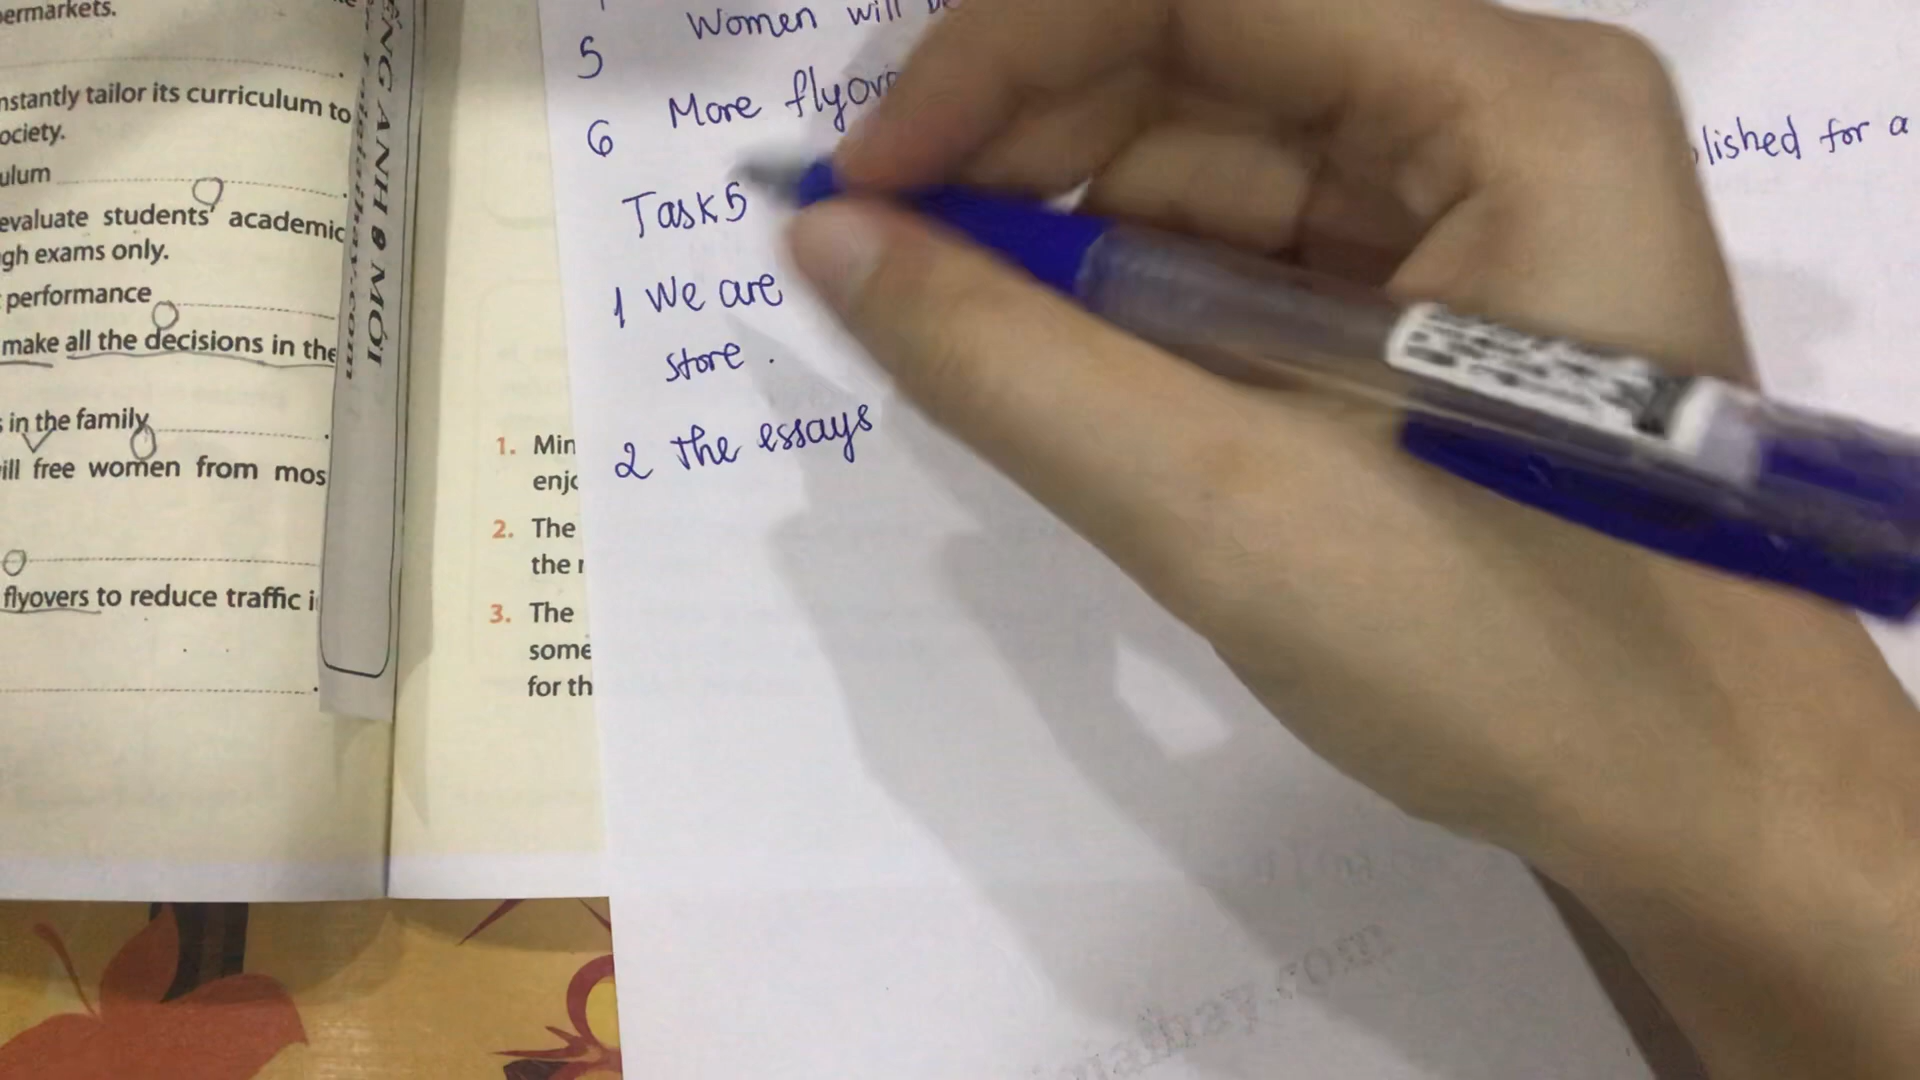 permarkets.
nstantly tailor its curriculum to
ociety.
ulum
evaluate students' academic
gh exams only.
performance
make all the decisions in the
in the family
ill free women from mos
flyovers to reduce traffic i
ẾNG ANH 8 MỚI
1. Min
enjo
2. The
the
3. The
some
for th
5 Women will
6 More
lished for a
Task 5
1 We are
store.
2 The essays